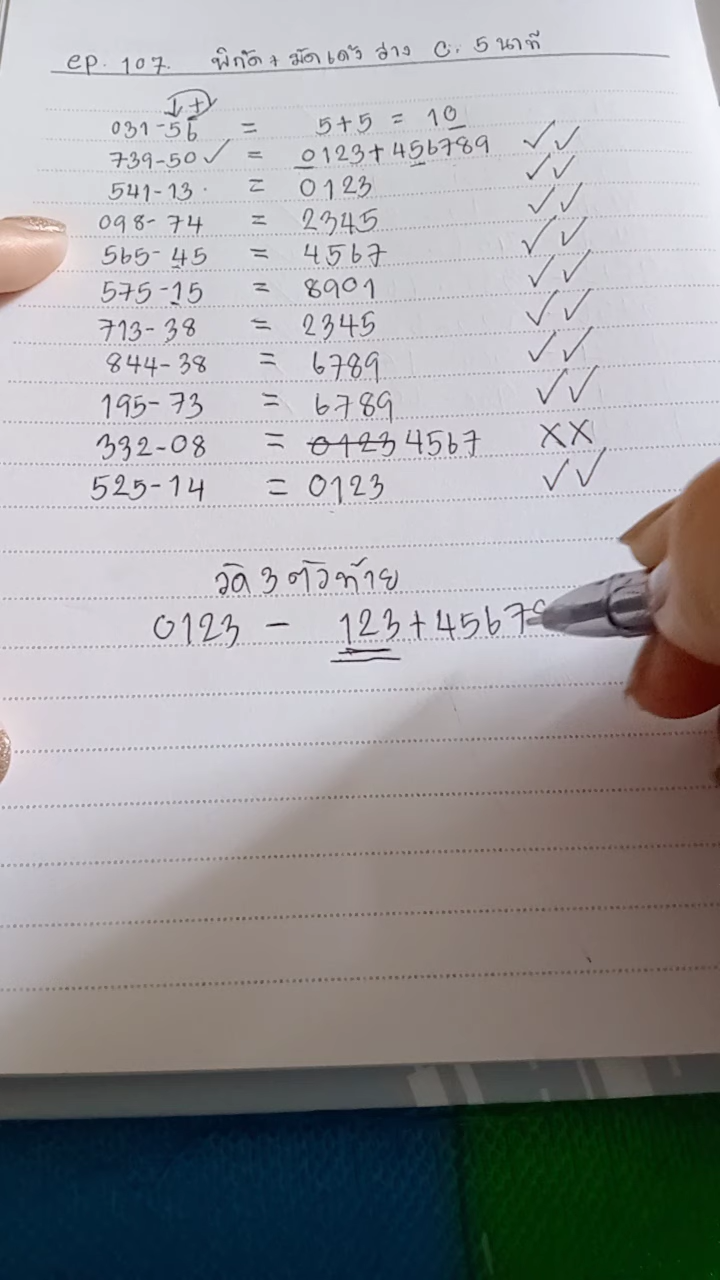 ep. 107. พิกัด + มัดเด้ง ล่าง C. 5 นาที
031-56 = 5+5 = 10
739-50 ✓ = 0123+456789 ✓✓
541-13 = 0123 ✓✓
098-74 = 2345 ✓✓
565-45 = 4567 ✓✓
575-15 = 8901 ✓✓
713-38 = 2345 ✓✓
844-38 = 6789 ✓✓
195-73 = 6789 ✓✓
332-08 = 0123 4567 XX
525-14 = 0123 ✓✓
วัด 3 ตัวท้าย
0123 - 123+4567